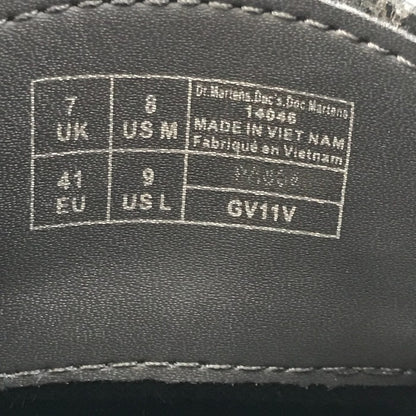 7 UK
8 US M
41 EU
9 US L
Dr.Martens,Doc's,Doc Martens
14046
MADE IN VIET NAM
Fabriqué en Vietnam
GV11V